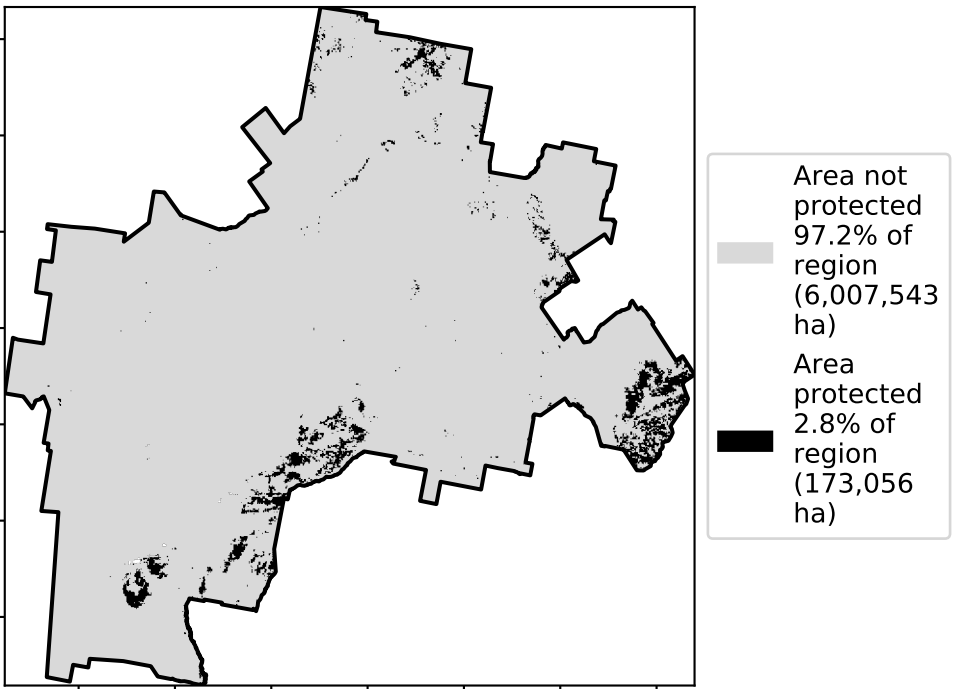 Area not
protected
97.2% of
region
(6,007,543
ha)
Area
protected
2.8% of
region
(173,056
ha)